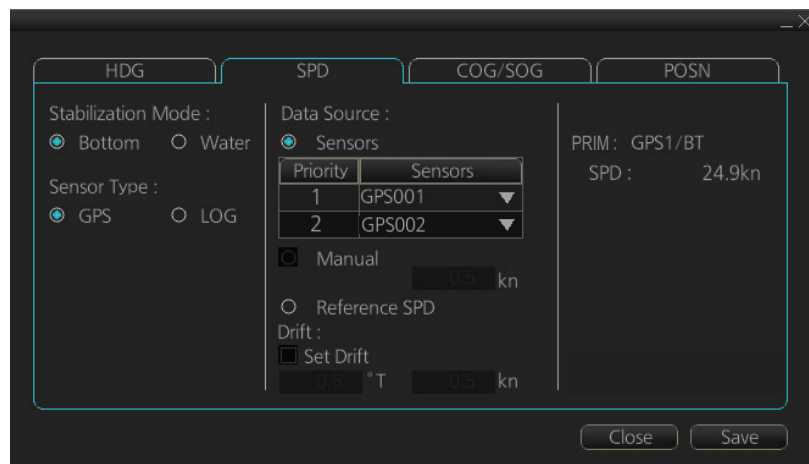 HDG SPD COG/SOG POSN
Stabilization Mode :
Bottom Water
Sensor Type :
GPS LOG
Data Source :
Sensors
Priority Sensors
1 GPS001
2 GPS002
Manual
0.5 kn
Reference SPD
Drift :
Set Drift
0.5 °T 0.5 kn
PRIM : GPS1/BT
SPD : 24.9kn
Close Save